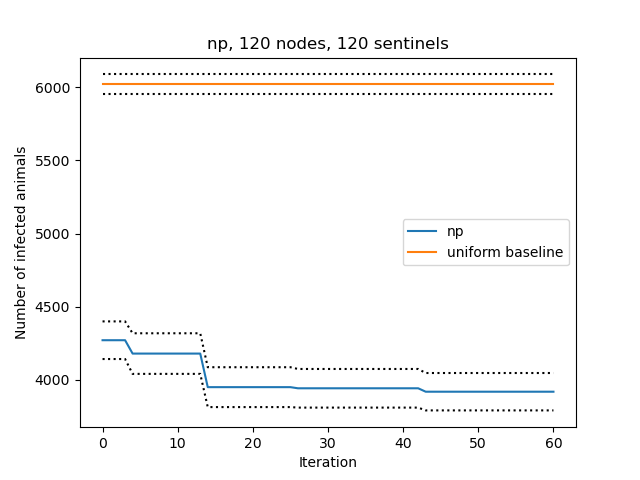 np, 120 nodes, 120 sentinels
Number of infected animals
6000
5500
5000
4500
4000
np
uniform baseline
0 10 20 30 40 50 60
Iteration